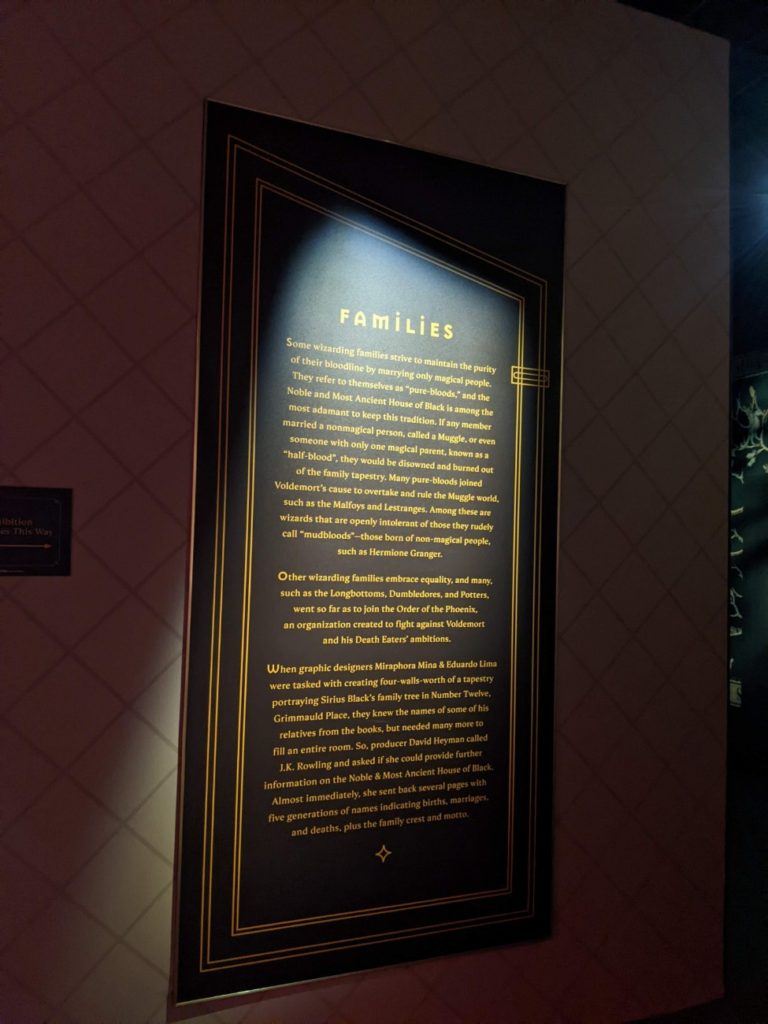 FAMILIES
Some wizarding families strive to maintain the purity
of their bloodline by marrying only magical people.
They refer to themselves as "pure-bloods," and the
Noble and Most Ancient House of Black is among the
most adamant to keep this tradition. If any member
married a nonmagical person, called a Muggle, or even
someone with only one magical parent, known as a
"half-blood", they would be disowned and burned out
of the family tapestry. Many pure-bloods joined
Voldemort's cause to overtake and rule the Muggle world,
such as the Malfoys and Lestranges. Among these are
wizards that are openly intolerant of those they rudely
call "mudbloods"—those born of non-magical people,
such as Hermione Granger.
Other wizarding families embrace equality, and many,
such as the Longbottoms, Dumbledores, and Potters,
went so far as to join the Order of the Phoenix,
an organization created to fight against Voldemort
and his Death Eaters' ambitions.
When graphic designers Miraphora Mina & Eduardo Lima
were tasked with creating four-walls-worth of a tapestry
portraying Sirius Black's family tree in Number Twelve,
Grimmauld Place, they knew the names of some of his
relatives from the books, but needed many more to
fill an entire room. So, producer David Heyman called
J.K. Rowling and asked if she could provide further
information on the Noble & Most Ancient House of Black.
Almost immediately, she sent back several pages with
five generations of names indicating births, marriages,
and deaths, plus the family crest and motto.
This Way